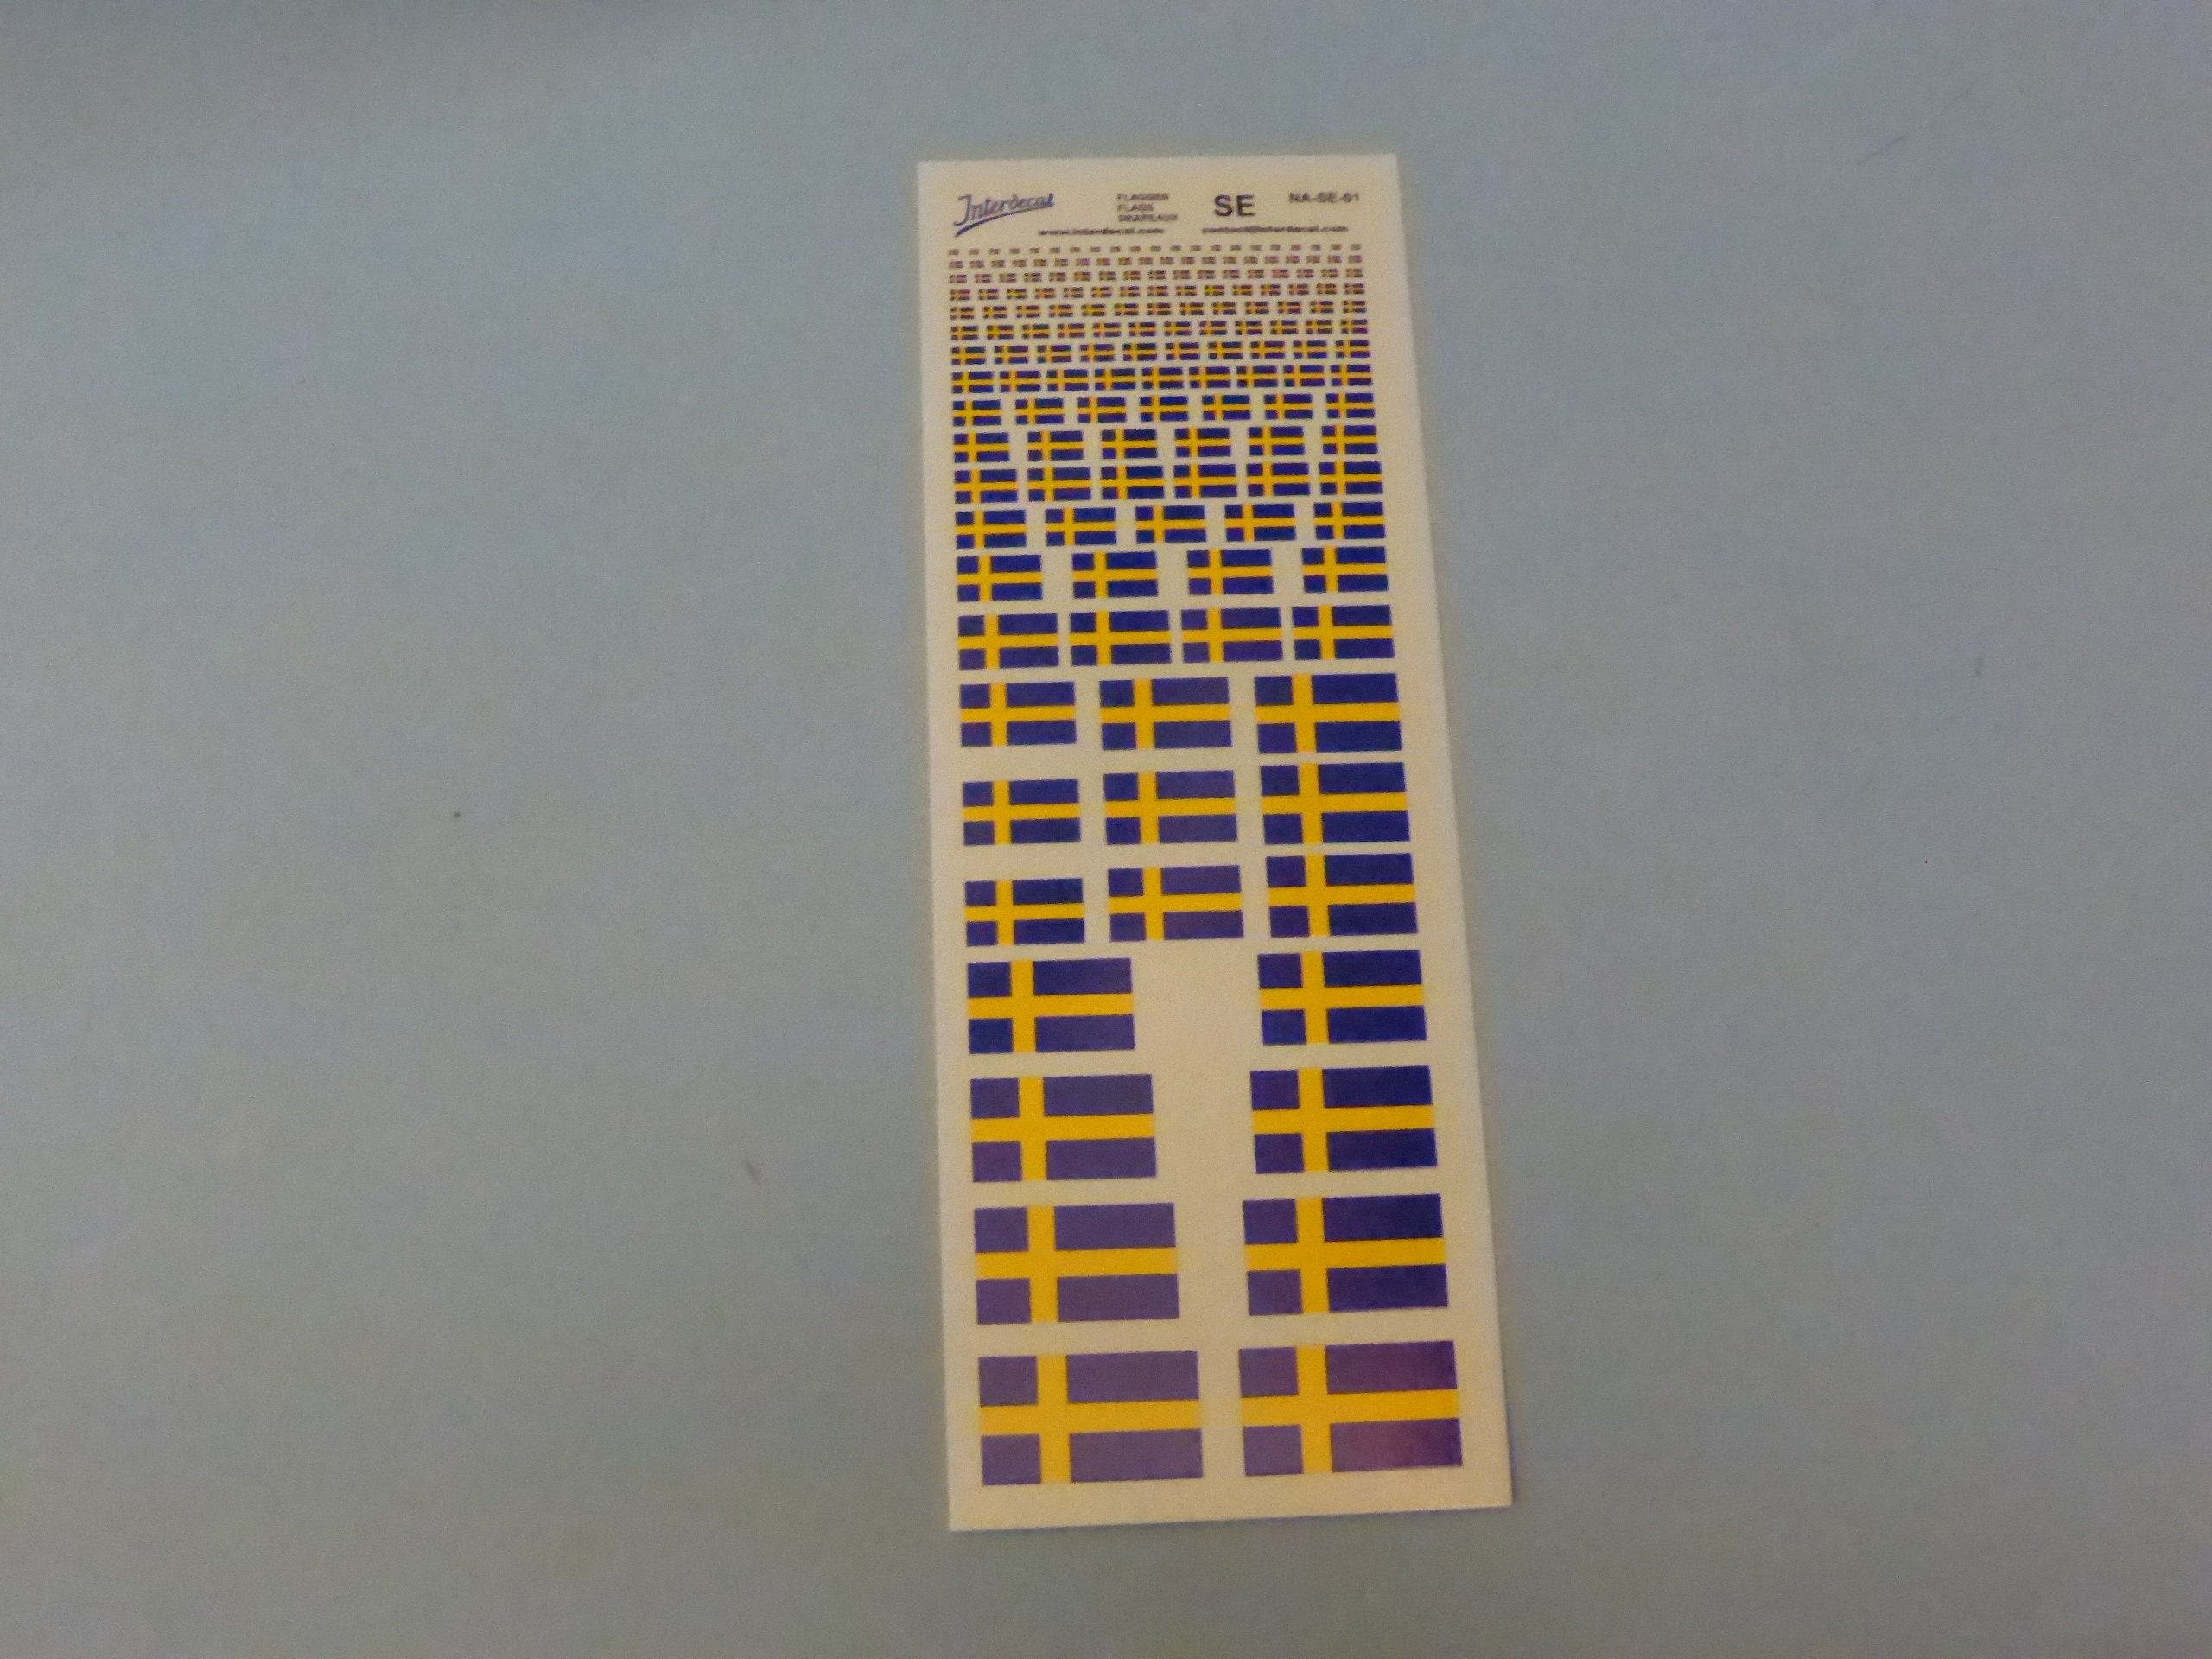 Interdecal
FLAGGEN
FLAGS
DRAPEAUX
SE
NA-SE-01
www.interdecal.com
contact@interdecal.com